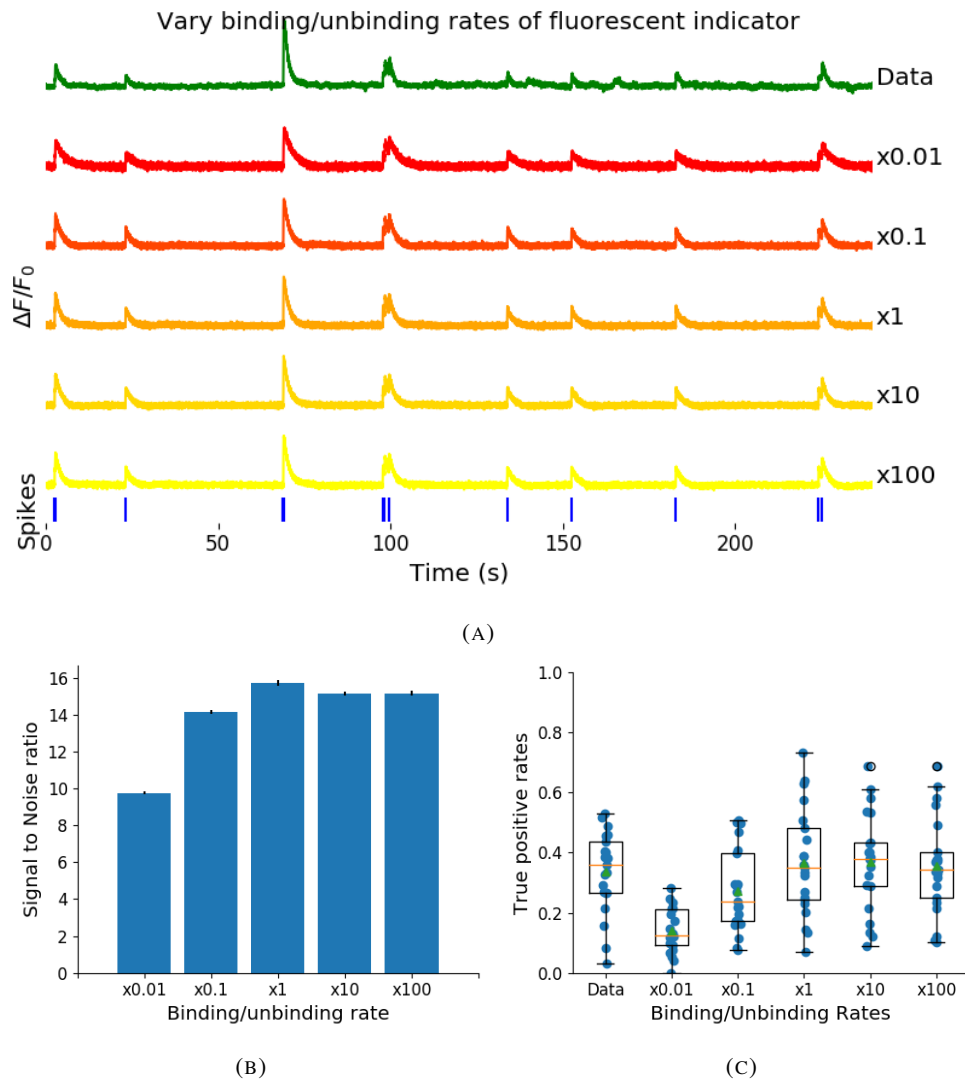 Vary binding/unbinding rates of fluorescent indicator
Data
x0.01
x0.1
x1
x10
x100
ΔF/F₀
Spikes
0 50 100 150 200
Time (s)
(A)
16
14
12
10
8
6
4
2
0
Signal to Noise ratio
x0.01 x0.1 x1 x10 x100
Binding/unbinding rate
(B)
1.0
0.8
0.6
0.4
0.2
0.0
True positive rates
Data x0.01 x0.1 x1 x10 x100
Binding/Unbinding Rates
(C)